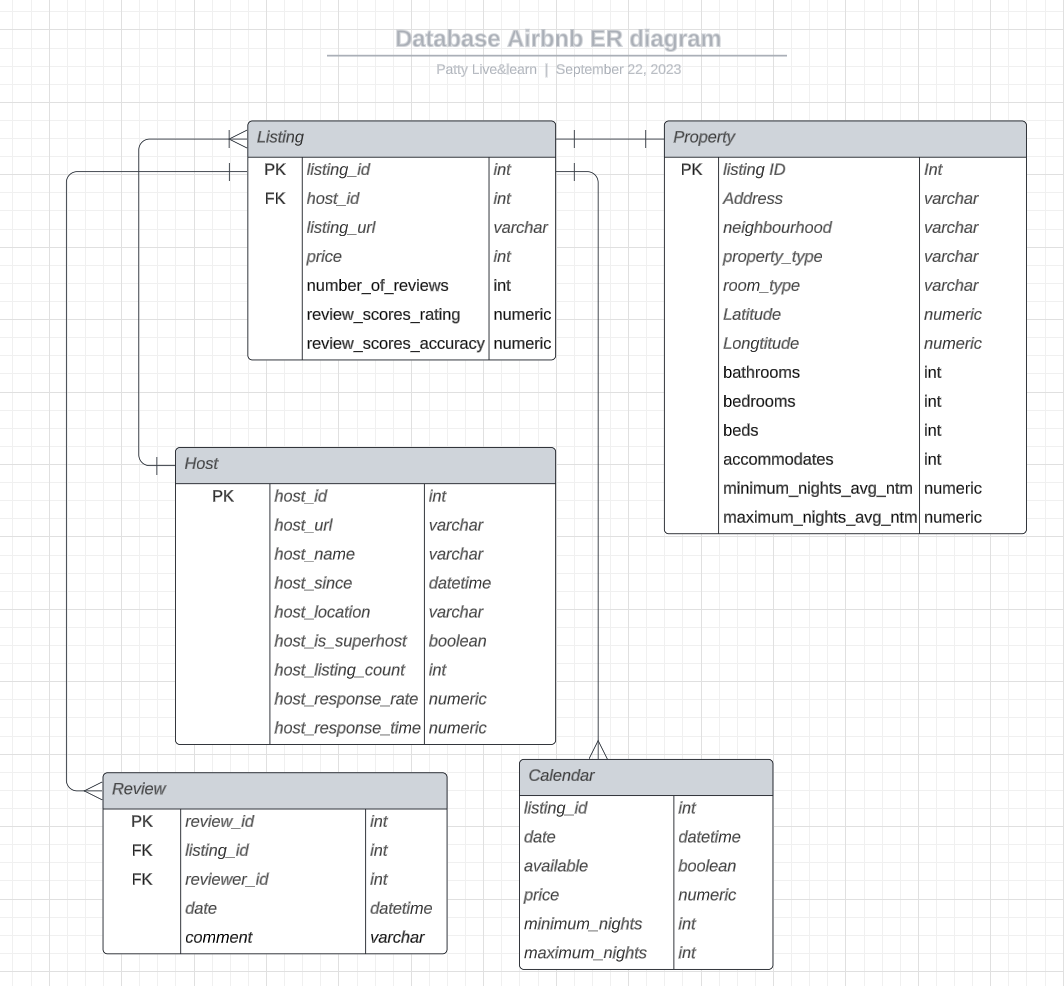 Database Airbnb ER diagram
Patty Live&learn | September 22, 2023
Listing
PK listing_id int
FK host_id int
listing_url varchar
price int
number_of_reviews int
review_scores_rating numeric
review_scores_accuracy numeric
Property
PK listing ID Int
Address varchar
neighbourhood varchar
property_type varchar
room_type varchar
Latitude numeric
Longtitude numeric
bathrooms int
bedrooms int
beds int
accommodates int
minimum_nights_avg_ntm numeric
maximum_nights_avg_ntm numeric
Host
PK host_id int
host_url varchar
host_name varchar
host_since datetime
host_location varchar
host_is_superhost boolean
host_listing_count int
host_response_rate numeric
host_response_time numeric
Review
PK review_id int
FK listing_id int
FK reviewer_id int
date datetime
comment varchar
Calendar
listing_id int
date datetime
available boolean
price numeric
minimum_nights int
maximum_nights int